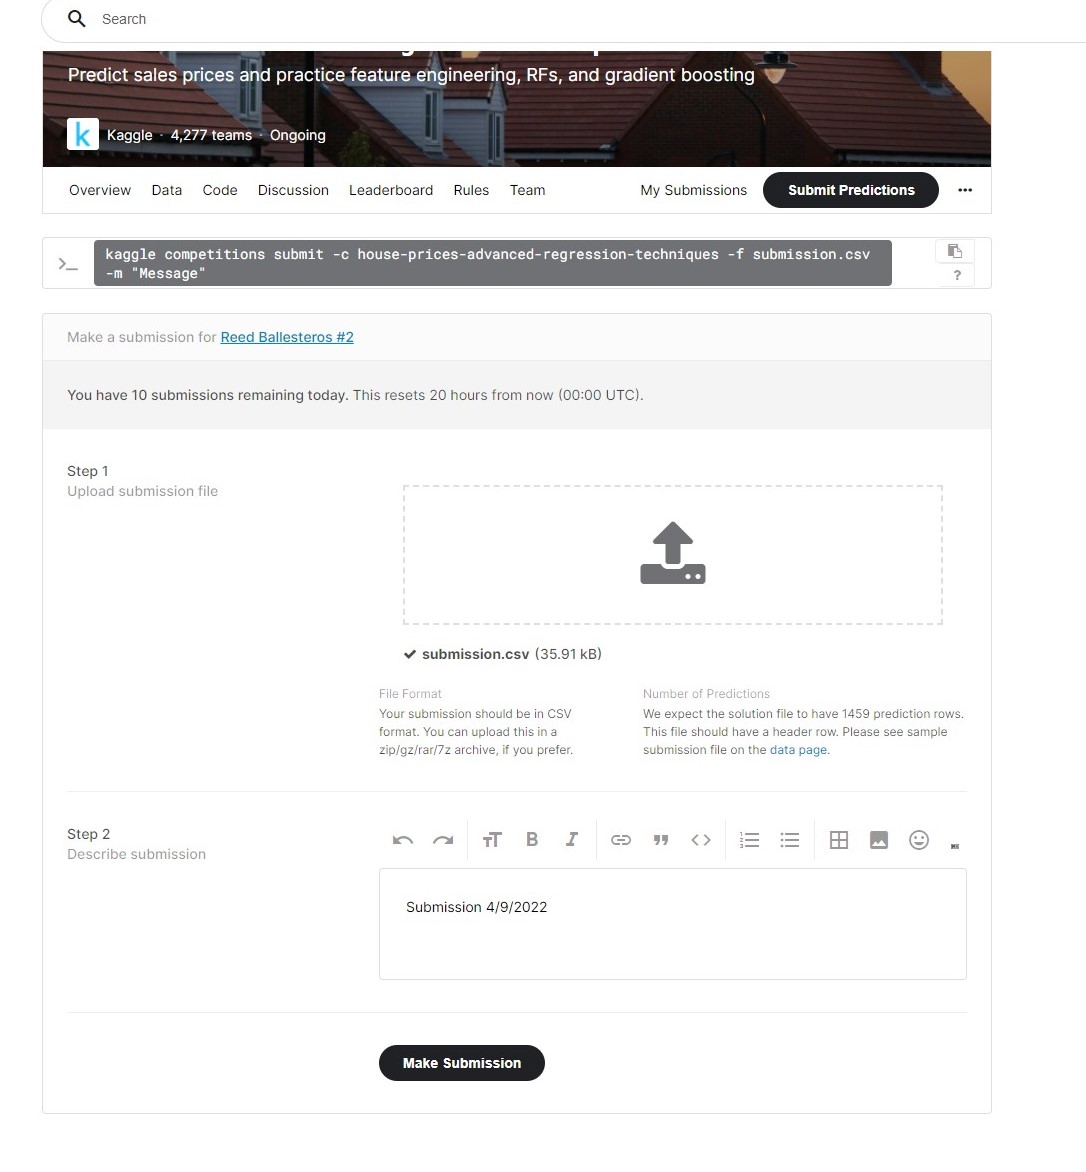 Search
Predict sales prices and practice feature engineering, RFs, and gradient boosting
k Kaggle · 4,277 teams · Ongoing
Overview Data Code Discussion Leaderboard Rules Team My Submissions Submit Predictions
kaggle competitions submit -c house-prices-advanced-regression-techniques -f submission.csv
-m "Message"
?
Make a submission for Reed Ballesteros #2
You have 10 submissions remaining today. This resets 20 hours from now (00:00 UTC).
Step 1
Upload submission file
submission.csv (35.91 kB)
File Format
Your submission should be in CSV
format. You can upload this in a
zip/gz/rar/7z archive, if you prefer.
Number of Predictions
We expect the solution file to have 1459 prediction rows.
This file should have a header row. Please see sample
submission file on the data page.
Step 2
Describe submission
Submission 4/9/2022
Make Submission